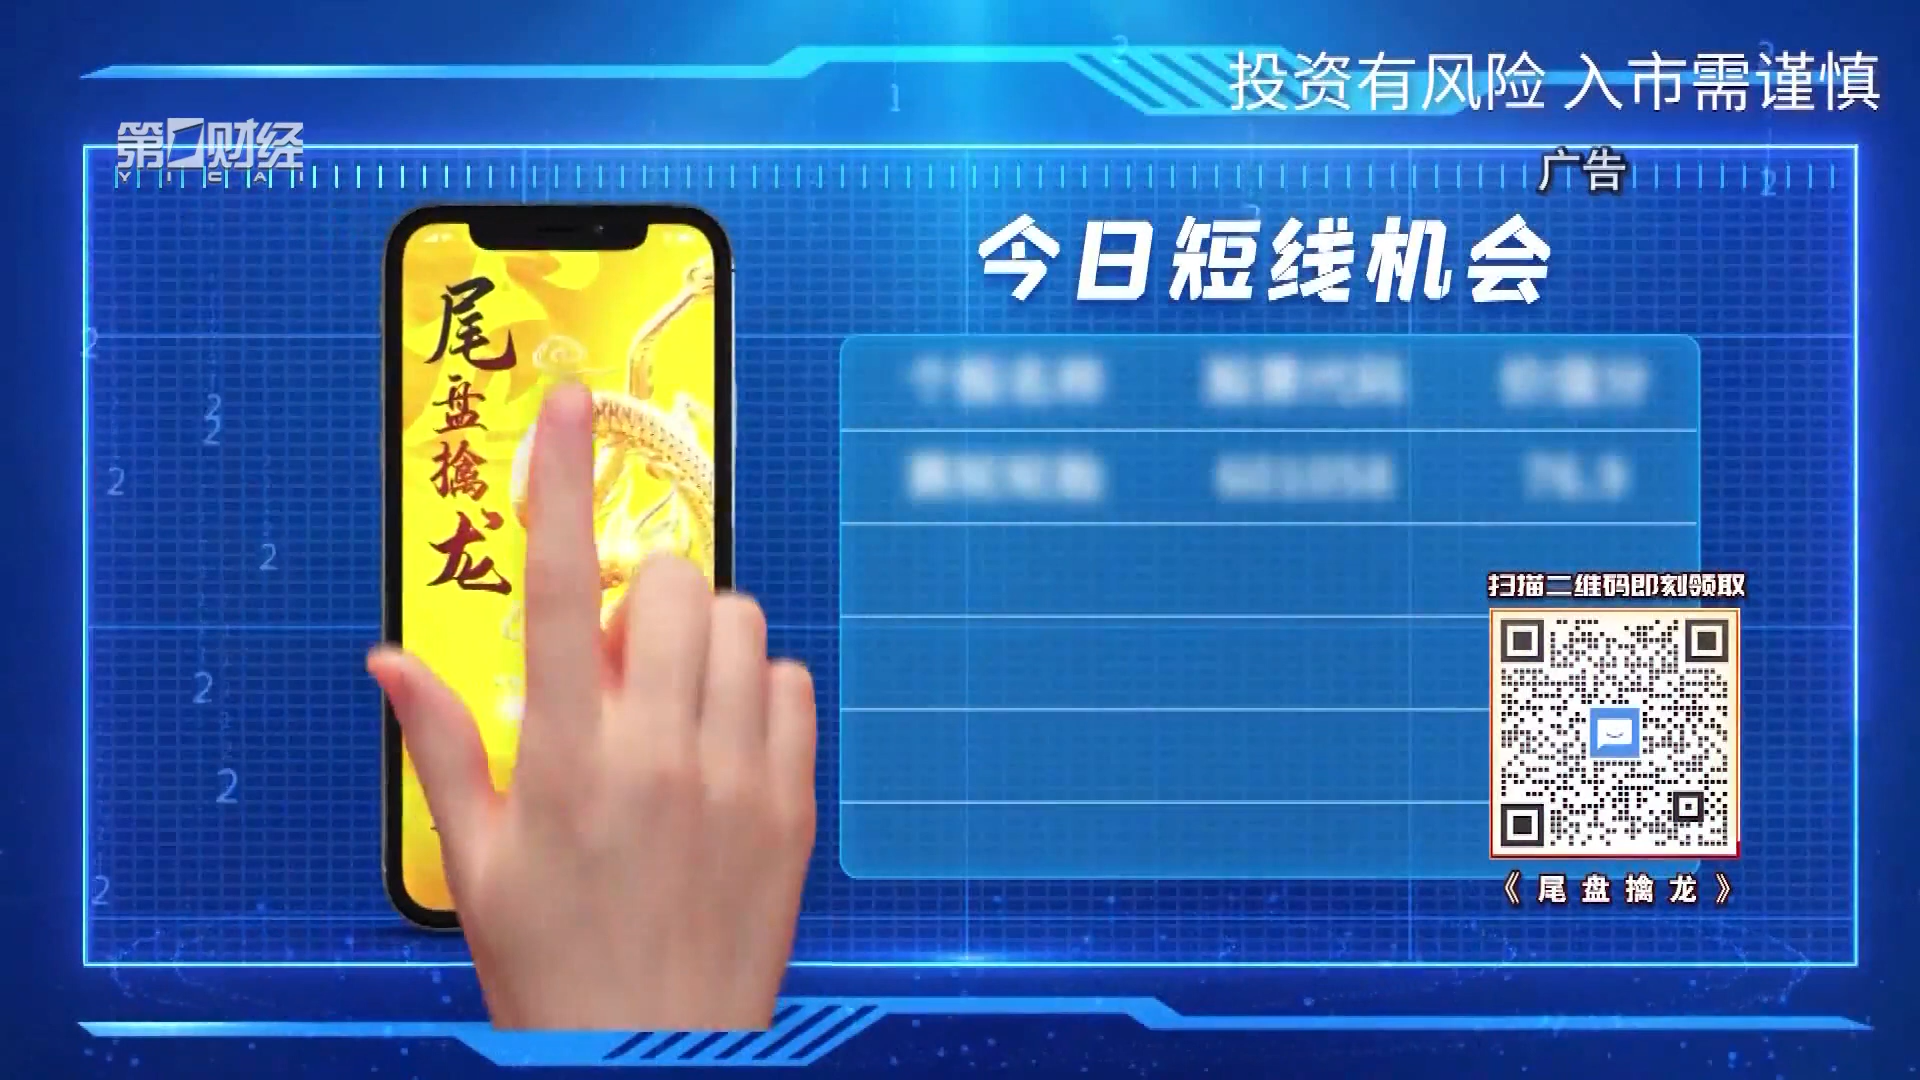 投资有风险 入市需谨慎
第一财经
YICAI
广告
今日短线机会
尾盘擒龙
扫描二维码即刻领取
《尾盘擒龙》